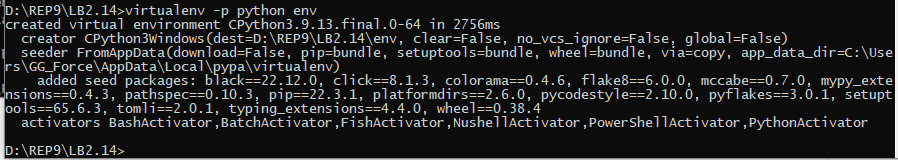 D:\REP9\LB2.14>virtualenv -p python env
created virtual environment CPython3.9.13.final.0-64 in 2756ms
  creator CPython3Windows(dest=D:\REP9\LB2.14\env, clear=False, no_vcs_ignore=False, global=False)
  seeder FromAppData(download=False, pip=bundle, setuptools=bundle, wheel=bundle, via=copy, app_data_dir=C:\Use
rs\GG_Force\AppData\Local\pypa\virtualenv)
    added seed packages: black==22.12.0, click==8.1.3, colorama==0.4.6, flake8==6.0.0, mccabe==0.7.0, mypy_exte
nsions==0.4.3, pathspec==0.10.3, pip==22.3.1, platformdirs==2.6.0, pycodestyle==2.10.0, pyflakes==3.0.1, setupt
ools==65.6.3, tomli==2.0.1, typing_extensions==4.4.0, wheel==0.38.4
  activators BashActivator,BatchActivator,FishActivator,NushellActivator,PowerShellActivator,PythonActivator
D:\REP9\LB2.14>